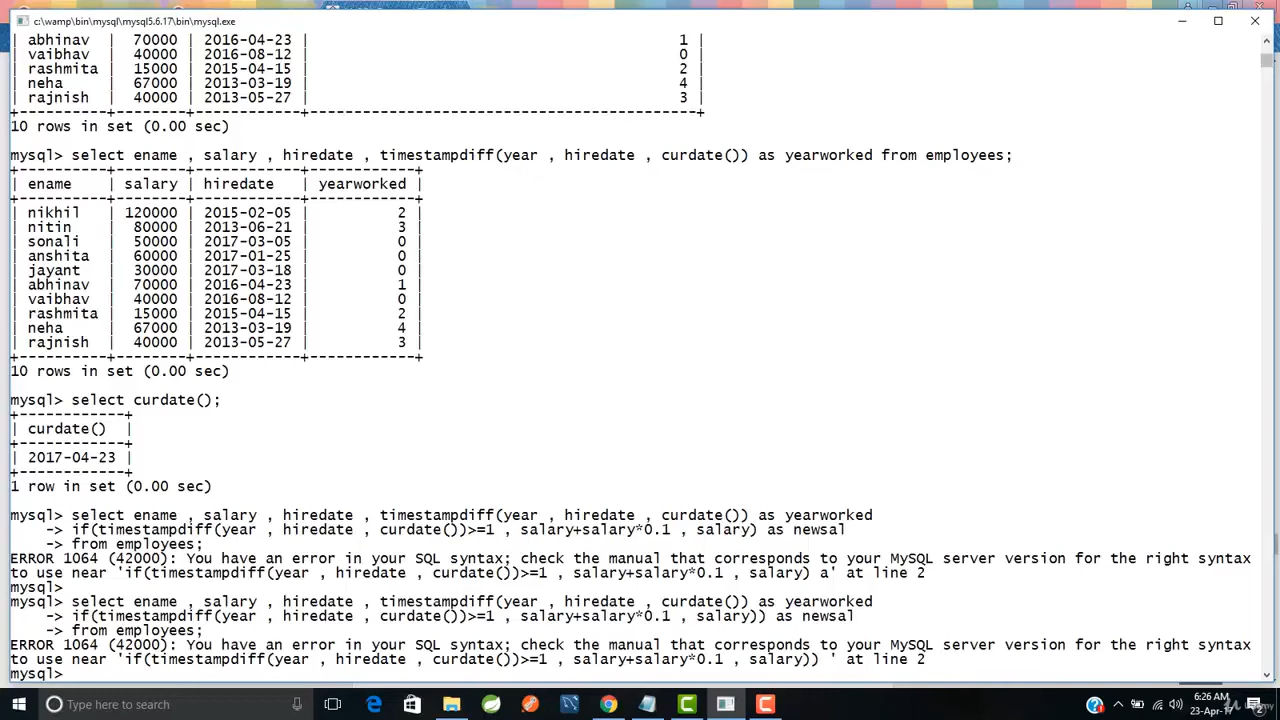 c:\wamp\bin\mysql\mysql5.6.17\bin\mysql.exe
| abhinav  |  70000 | 2016-04-23 |                                           1 |
| vaibhav  |  40000 | 2016-08-12 |                                           0 |
| rashmita |  15000 | 2015-04-15 |                                           2 |
| neha     |  67000 | 2013-03-19 |                                           4 |
| rajnish  |  40000 | 2013-05-27 |                                           3 |
+----------+--------+------------+---------------------------------------------+
10 rows in set (0.00 sec)
mysql> select ename , salary , hiredate , timestampdiff(year , hiredate , curdate()) as yearworked from employees;
+----------+--------+------------+------------+
| ename    | salary | hiredate   | yearworked |
+----------+--------+------------+------------+
| nikhil   | 120000 | 2015-02-05 |          2 |
| nitin    |  80000 | 2013-06-21 |          3 |
| sonali   |  50000 | 2017-03-05 |          0 |
| anshita  |  60000 | 2017-01-25 |          0 |
| jayant   |  30000 | 2017-03-18 |          0 |
| abhinav  |  70000 | 2016-04-23 |          1 |
| vaibhav  |  40000 | 2016-08-12 |          0 |
| rashmita |  15000 | 2015-04-15 |          2 |
| neha     |  67000 | 2013-03-19 |          4 |
| rajnish  |  40000 | 2013-05-27 |          3 |
+----------+--------+------------+------------+
10 rows in set (0.00 sec)
mysql> select curdate();
+------------+
| curdate()  |
+------------+
| 2017-04-23 |
+------------+
1 row in set (0.00 sec)
mysql> select ename , salary , hiredate , timestampdiff(year , hiredate , curdate()) as yearworked
    -> if(timestampdiff(year , hiredate , curdate())>=1 , salary+salary*0.1 , salary) as newsal
    -> from employees;
ERROR 1064 (42000): You have an error in your SQL syntax; check the manual that corresponds to your MySQL server version for the right syntax
to use near 'if(timestampdiff(year , hiredate , curdate())>=1 , salary+salary*0.1 , salary) a' at line 2
mysql>
mysql> select ename , salary , hiredate , timestampdiff(year , hiredate , curdate()) as yearworked
    -> if(timestampdiff(year , hiredate , curdate())>=1 , salary+salary*0.1 , salary)) as newsal
    -> from employees;
ERROR 1064 (42000): You have an error in your SQL syntax; check the manual that corresponds to your MySQL server version for the right syntax
to use near 'if(timestampdiff(year , hiredate , curdate())>=1 , salary+salary*0.1 , salary)) ' at line 2
mysql>
Type here to search
6:26 AM
23-Apr-17